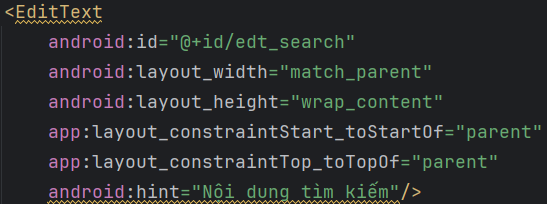 <EditText
android:id="@+id/edt_search"
android:layout_width="match_parent"
android:layout_height="wrap_content"
app:layout_constraintStart_toStartOf="parent"
app:layout_constraintTop_toTopOf="parent"
android:hint="Nội dung tìm kiếm"/>